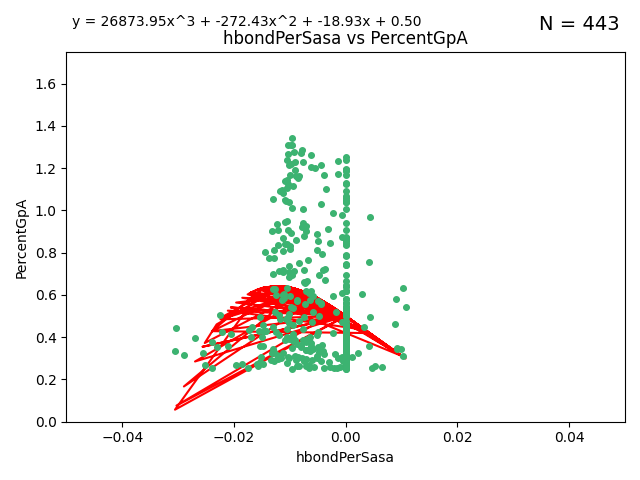 y = 26873.95x^3 + -272.43x^2 + -18.93x + 0.50
N = 443
hbondPerSasa vs PercentGpA
1.6
1.4
1.2
1.0
0.8
0.6
0.4
0.2
0.0
PercentGpA
−0.04
−0.02
0.00
0.02
0.04
hbondPerSasa